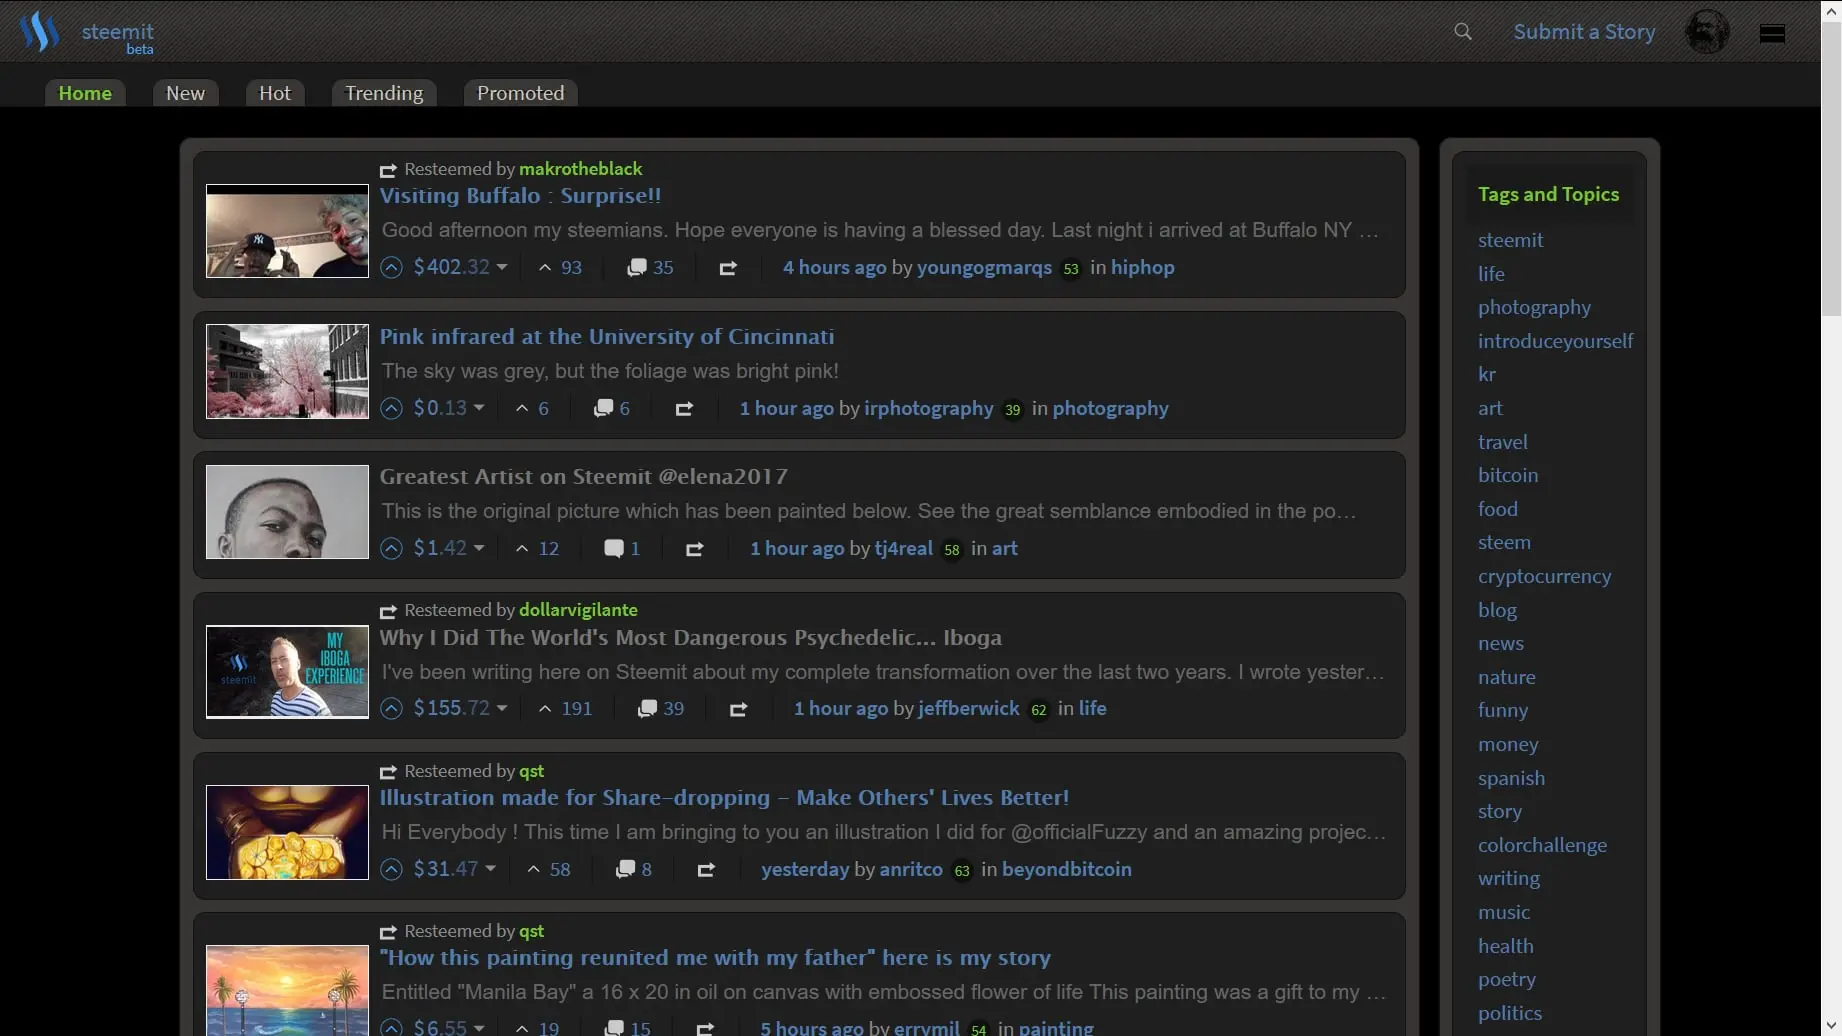 steemit
beta
Submit a Story
Home New Hot Trending Promoted
Resteemed by makrotheblack
Visiting Buffalo : Surprise!!
Good afternoon my steemians. Hope everyone is having a blessed day. Last night i arrived at Buffalo NY …
$402.32 93 35 4 hours ago by youngogmarqs 53 in hiphop
Pink infrared at the University of Cincinnati
The sky was grey, but the foliage was bright pink!
$0.13 6 6 1 hour ago by irphotography 39 in photography
Greatest Artist on Steemit @elena2017
This is the original picture which has been painted below. See the great semblance embodied in the po…
$1.42 12 1 1 hour ago by tj4real 58 in art
Resteemed by dollarvigilante
Why I Did The World's Most Dangerous Psychedelic... Iboga
MY
IBOGA
EXPERIENCE
steemit
I've been writing here on Steemit about my complete transformation over the last two years. I wrote yester…
$155.72 191 39 1 hour ago by jeffberwick 62 in life
Resteemed by qst
Illustration made for Share-dropping - Make Others' Lives Better!
Hi Everybody ! This time I am bringing to you an illustration I did for @officialFuzzy and an amazing projec…
$31.47 58 8 yesterday by anritco 63 in beyondbitcoin
Resteemed by qst
"How this painting reunited me with my father" here is my story
Entitled "Manila Bay" a 16 x 20 in oil on canvas with embossed flower of life This painting was a gift to my …
$6.55 19 15 5 hours ago by errymil 54 in painting
Tags and Topics
steemit
life
photography
introduceyourself
kr
art
travel
bitcoin
food
steem
cryptocurrency
blog
news
nature
funny
money
spanish
story
colorchallenge
writing
music
health
poetry
politics